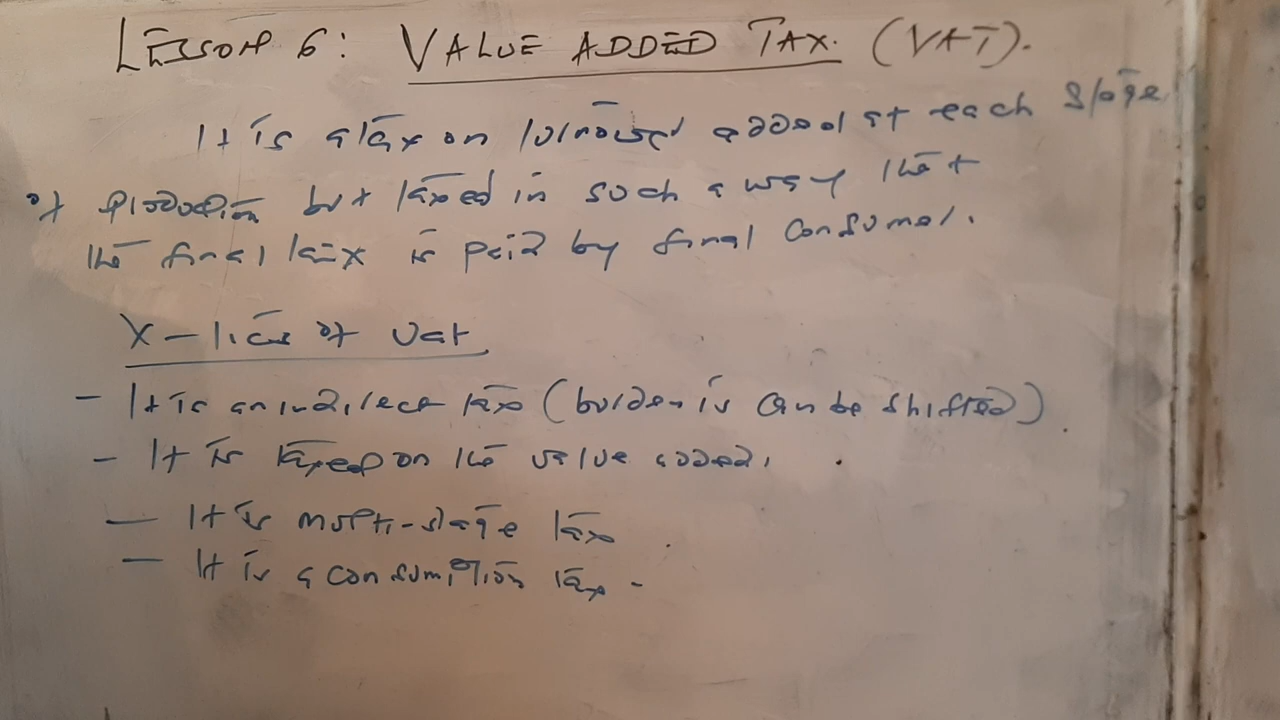 LESSON 6: VALUE ADDED TAX. (VAT).
It is a tax on added at each stage
of production but taxed in such a way that
the final tax is paid by final consumer.
X-tics of Vat
- It is an indirect tax (burden is can be shifted).
- It is taxed on the value added.
- It is multi-stage tax
- It is a consumption tax -